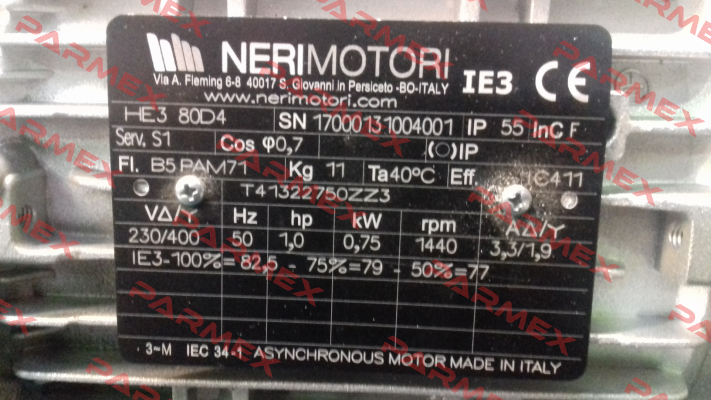 NERIMOTORI IE3 CE
Via A. Fleming 6-8 40017 S. Giovanni in Persiceto -BO-ITALY
www.nerimotori.com
HE3 80D4 SN 17000131004001 IP 55 InC F
Serv. S1 Cos φ0,7 IP
Fl. B5 PAM71 Kg 11 Ta40°C Eff. IC411
T41322750ZZ3
VΔ/Y Hz hp kW rpm AΔ/Y
230/400 50 1,0 0,75 1440 3,3/1,9
IE3-100%=82,5 - 75%=79 - 50%=77
3~M IEC 34-1 ASYNCHRONOUS MOTOR MADE IN ITALY
PARMEX